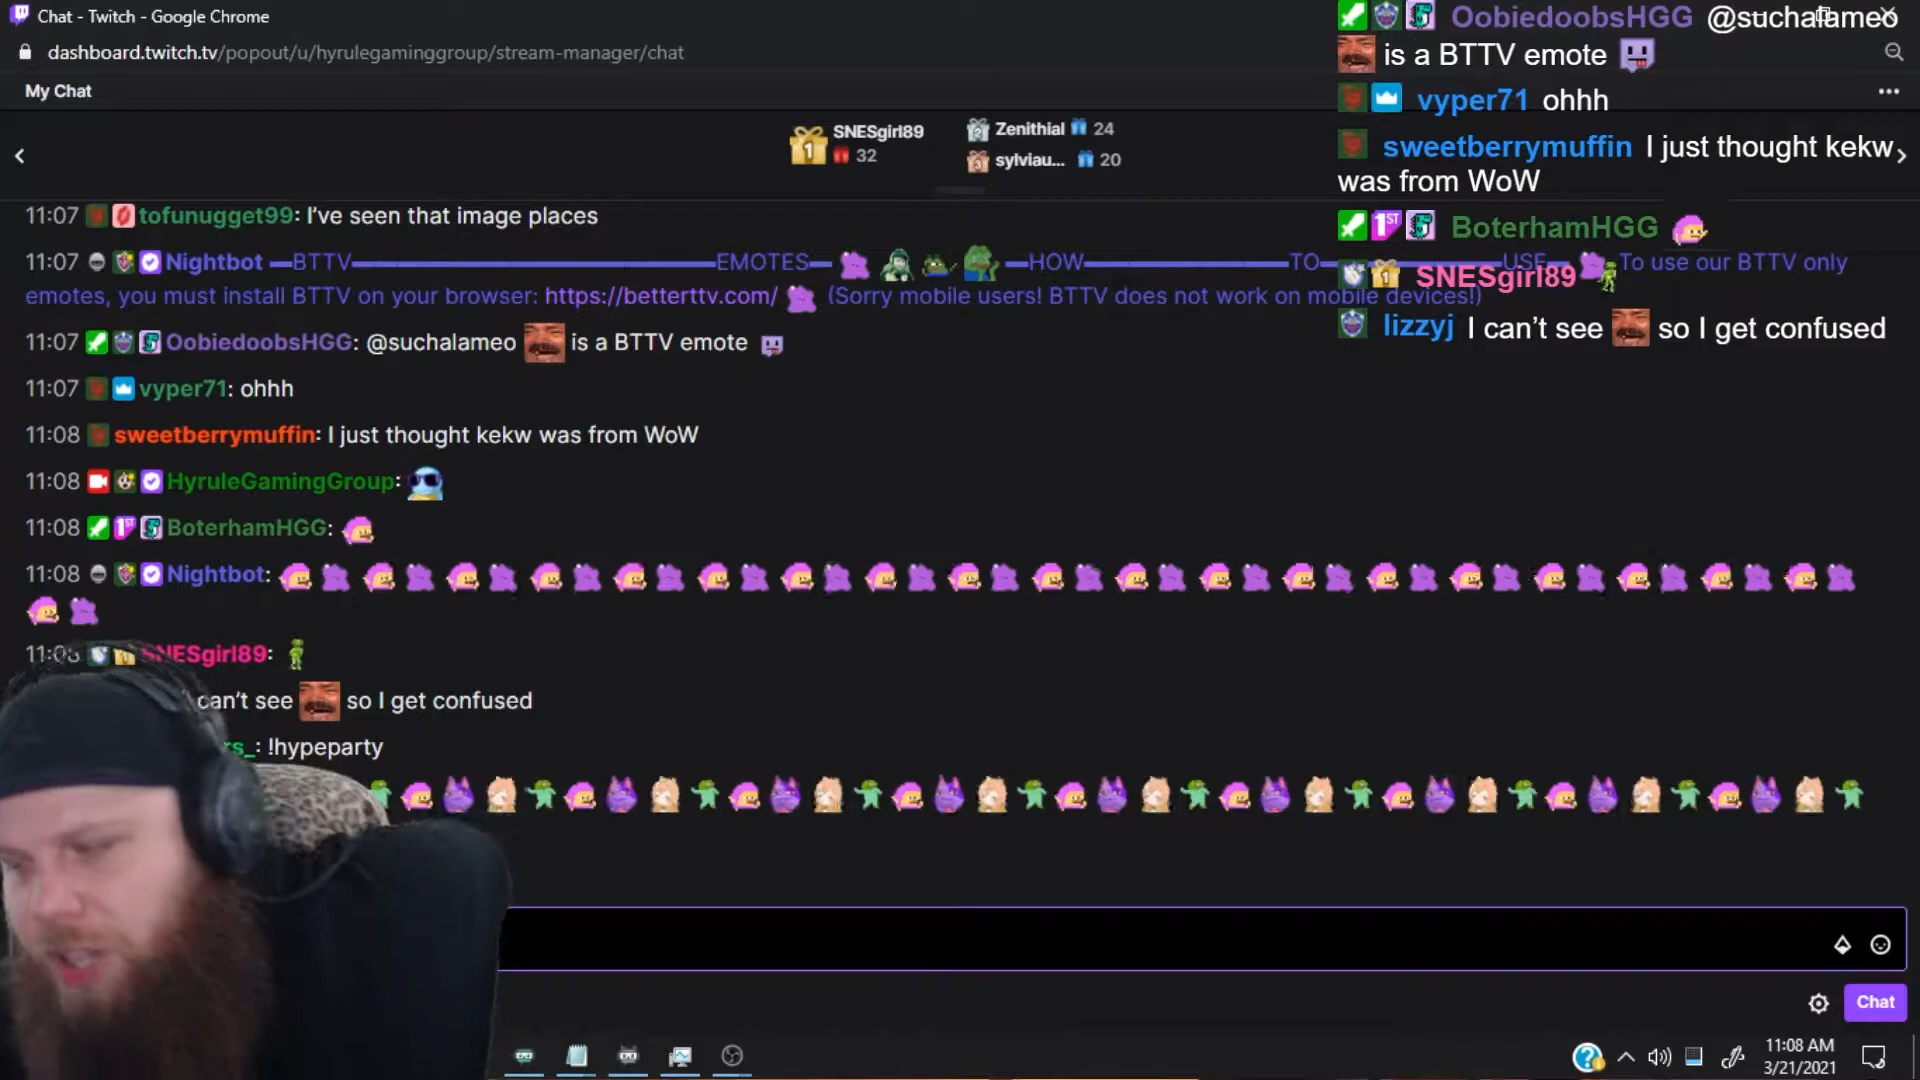 Chat - Twitch - Google Chrome
dashboard.twitch.tv/popout/u/hyrulegaminggroup/stream-manager/chat
My Chat
SNESgirl89
32
Zenithial 24
sylviau... 20
11:07 tofunugget99: I've seen that image places
11:07 Nightbot —BTTV—EMOTES— —HOW—TO—USE— To use our BTTV only
emotes, you must install BTTV on your browser: https://betterttv.com/ (Sorry mobile users! BTTV does not work on mobile devices!)
11:07 OobiedoobsHGG: @suchalameo is a BTTV emote
11:07 vyper71: ohhh
11:08 sweetberrymuffin: I just thought kekw was from WoW
11:08 HyruleGamingGroup:
11:08 BoterhamHGG:
11:08 Nightbot:
11:08 SNESgirl89:
can't see so I get confused
rs_: !hypeparty
OobiedoobsHGG @suchalameo
is a BTTV emote
vyper71 ohhh
sweetberrymuffin I just thought kekw
was from WoW
BoterhamHGG
SNESgirl89
lizzyj I can't see so I get confused
Chat
11:08 AM
3/21/2021